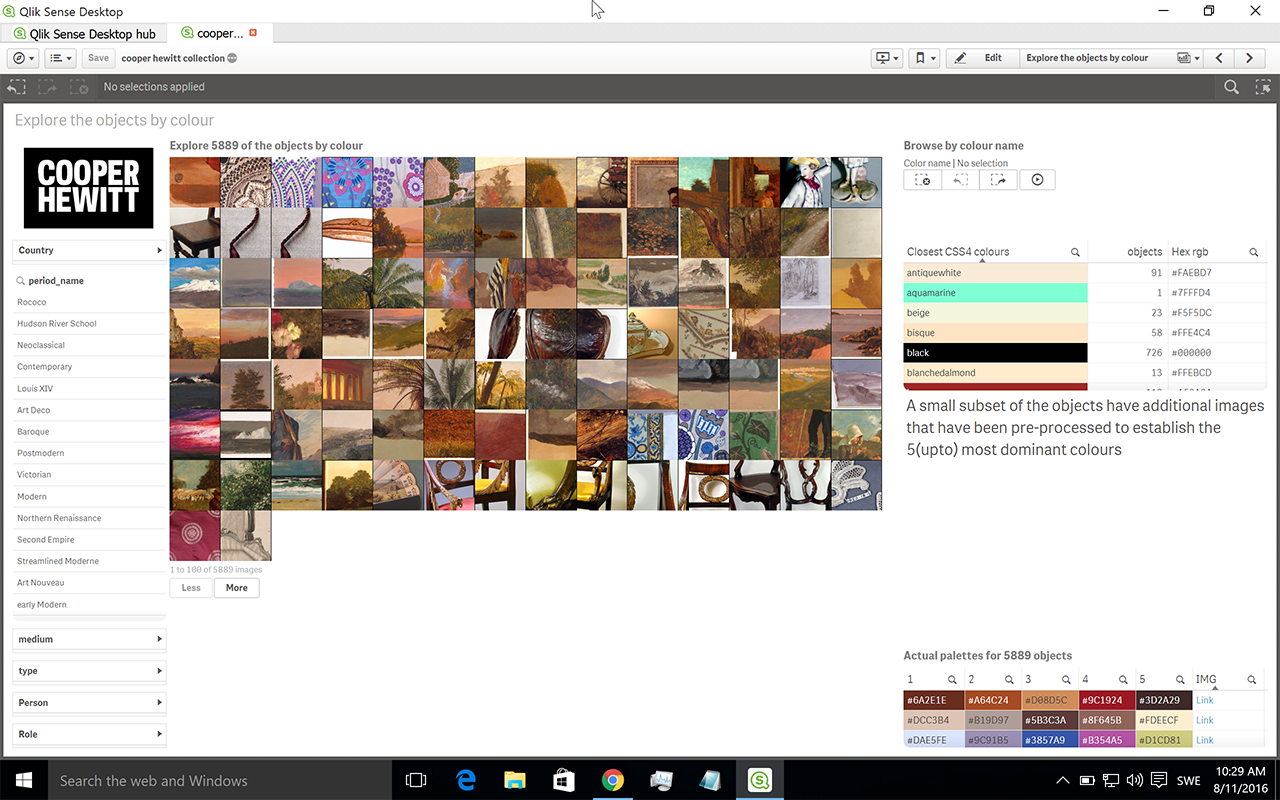 Qlik Sense Desktop
Qlik Sense Desktop hub
cooper...
Save
cooper hewitt collection
Edit
Explore the objects by colour
No selections applied
Explore the objects by colour
COOPER
HEWITT
Country
period_name
Rococo
Hudson River School
Neoclassical
Contemporary
Louis XIV
Art Deco
Baroque
Postmodern
Victorian
Modern
Northern Renaissance
Second Empire
Streamlined Moderne
Art Nouveau
early Modern
medium
type
Person
Role
Explore 5889 of the objects by colour
1 to 100 of 5889 images
Less More
Browse by colour name
Color name | No selection
Closest CSS4 colours objects Hex rgb
antiquewhite 91 #FAEBD7
aquamarine 1 #7FFFD4
beige 23 #F5F5DC
bisque 58 #FFE4C4
black 726 #000000
blanchedalmond 13 #FFEBCD
A small subset of the objects have additional images
that have been pre-processed to establish the
5(upto) most dominant colours
Actual palettes for 5889 objects
1 2 3 4 5 IMG
#6A2E1E #A64C24 #D08D5C #9C1924 #3D2A29 Link
#DCC3B4 #B19D97 #5B3C3A #8F645B #FDEECF Link
#DAE5FE #9C91B5 #3857A9 #B354A5 #D1CD81 Link
Search the web and Windows
SWE
10:29 AM
8/11/2016